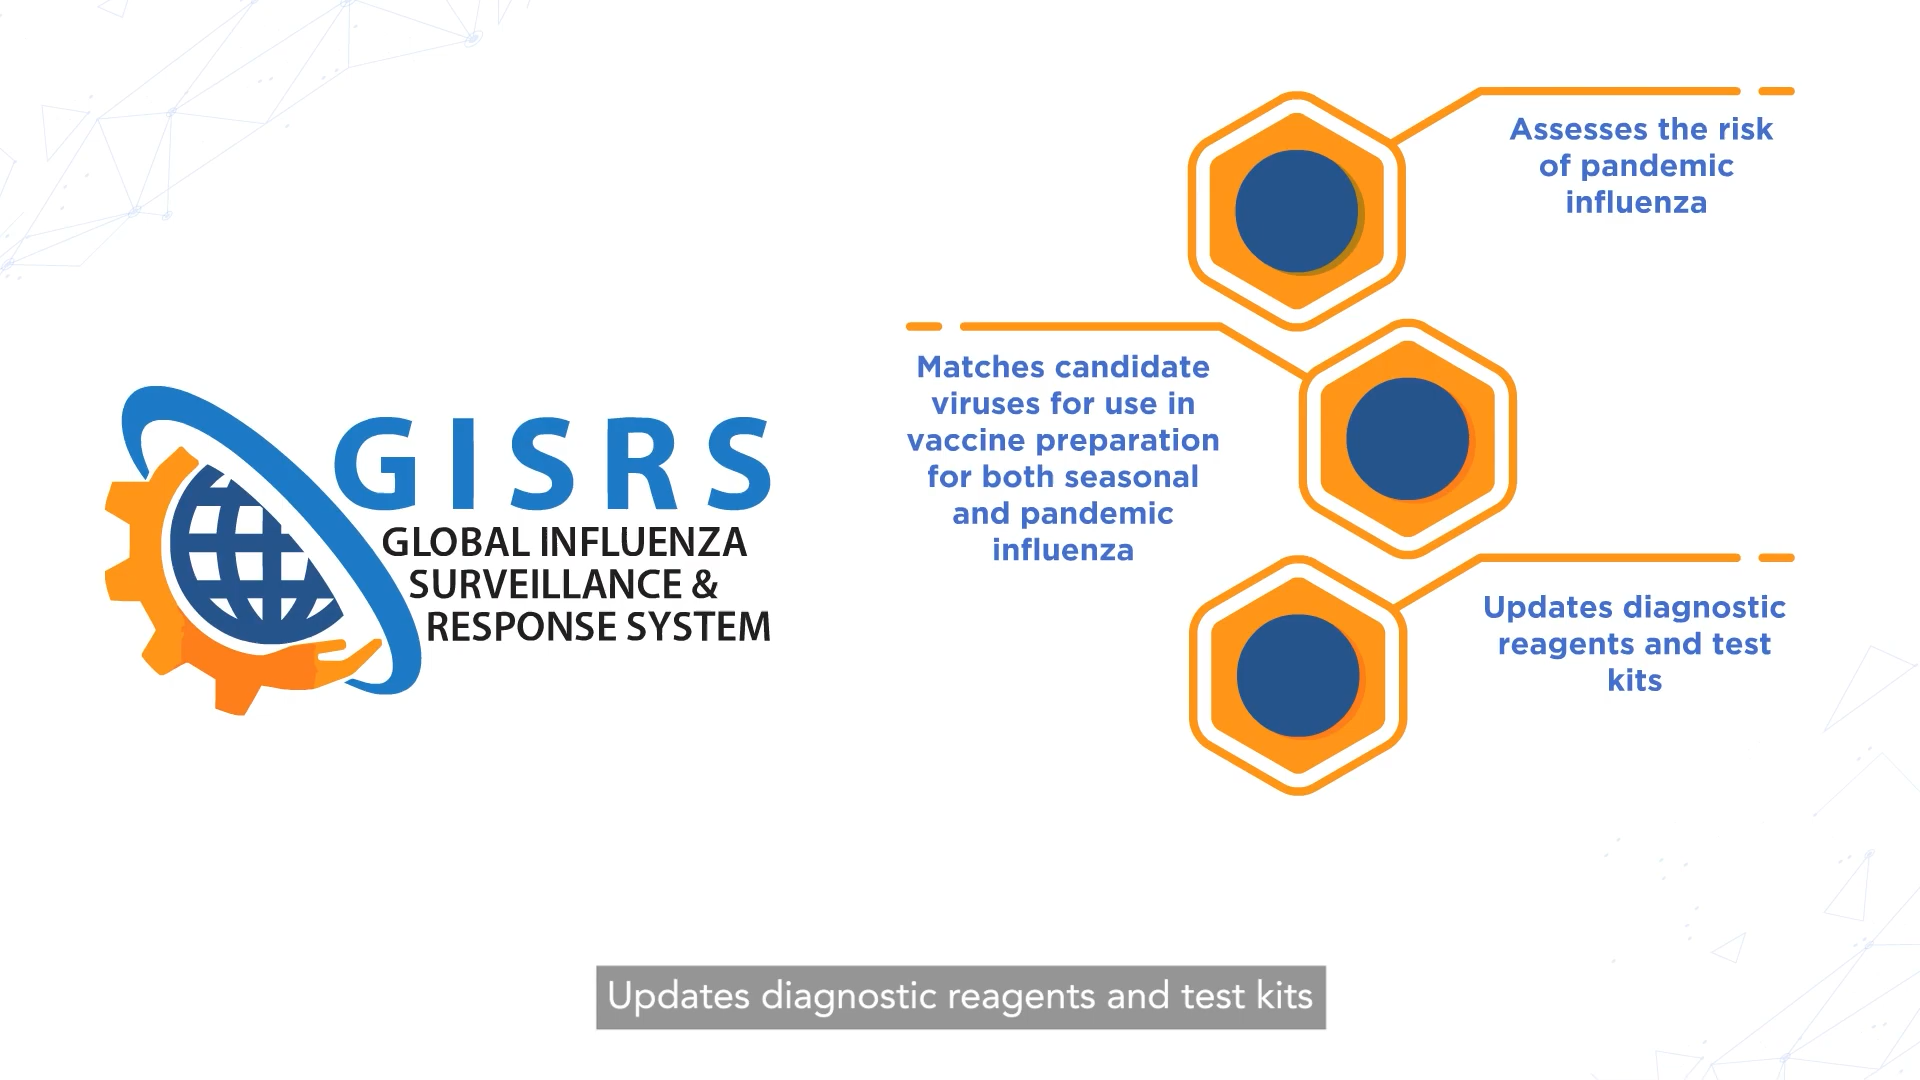 GISRS
GLOBAL INFLUENZA
SURVEILLANCE &
RESPONSE SYSTEM
Assesses the risk
of pandemic
influenza
Matches candidate
viruses for use in
vaccine preparation
for both seasonal
and pandemic
influenza
Updates diagnostic
reagents and test
kits
Updates diagnostic reagents and test kits